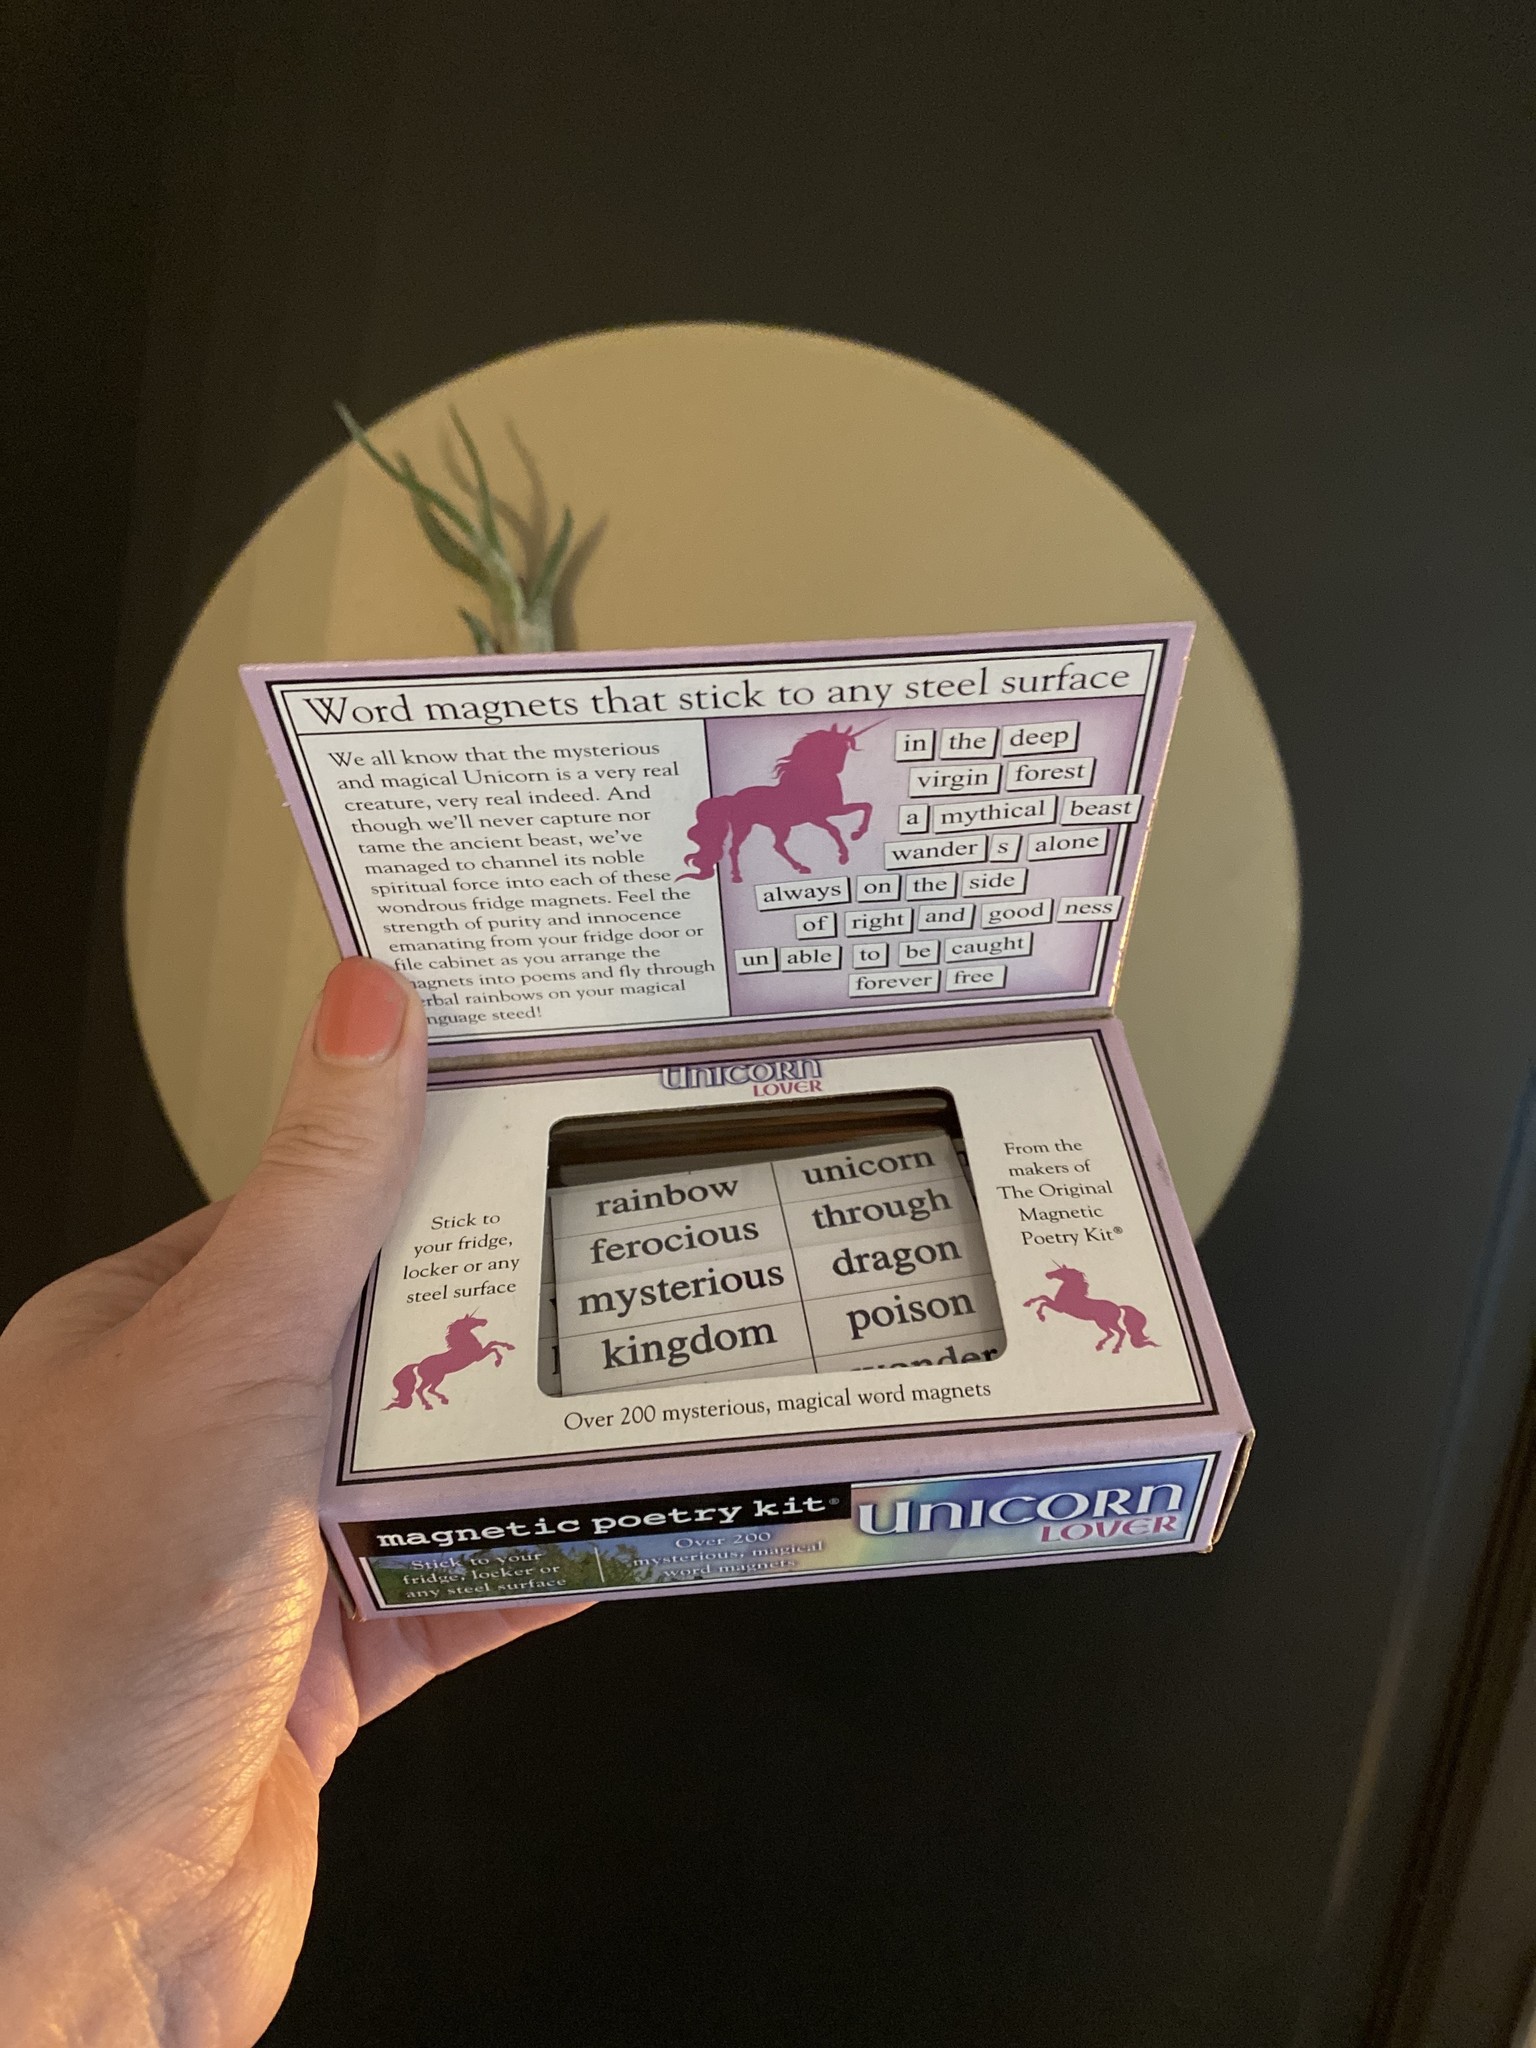 Word magnets that stick to any steel surface
We all know that the mysterious
and magical Unicorn is a very real
creature, very real indeed. And
though we'll never capture nor
tame the ancient beast, we've
managed to channel its noble
spiritual force into each of these
wondrous fridge magnets. Feel the
strength of purity and innocence
emanating from your fridge door or
file cabinet as you arrange the
agnets into poems and fly through
erbal rainbows on your magical
nguage steed!
in the deep
virgin forest
a mythical beast
wander s alone
always on the side
of right and good ness
un able to be caught
forever free
UNICORN
LOVER
Stick to
your fridge,
locker or any
steel surface
rainbow unicorn
ferocious through
mysterious dragon
kingdom poison
wonder
From the
makers of
The Original
Magnetic
Poetry Kit®
Over 200 mysterious, magical word magnets
magnetic poetry kit®
Stick to your
fridge, locker or
any steel surface
Over 200
mysterious, magical
word magnets
UNICORN
LOVER